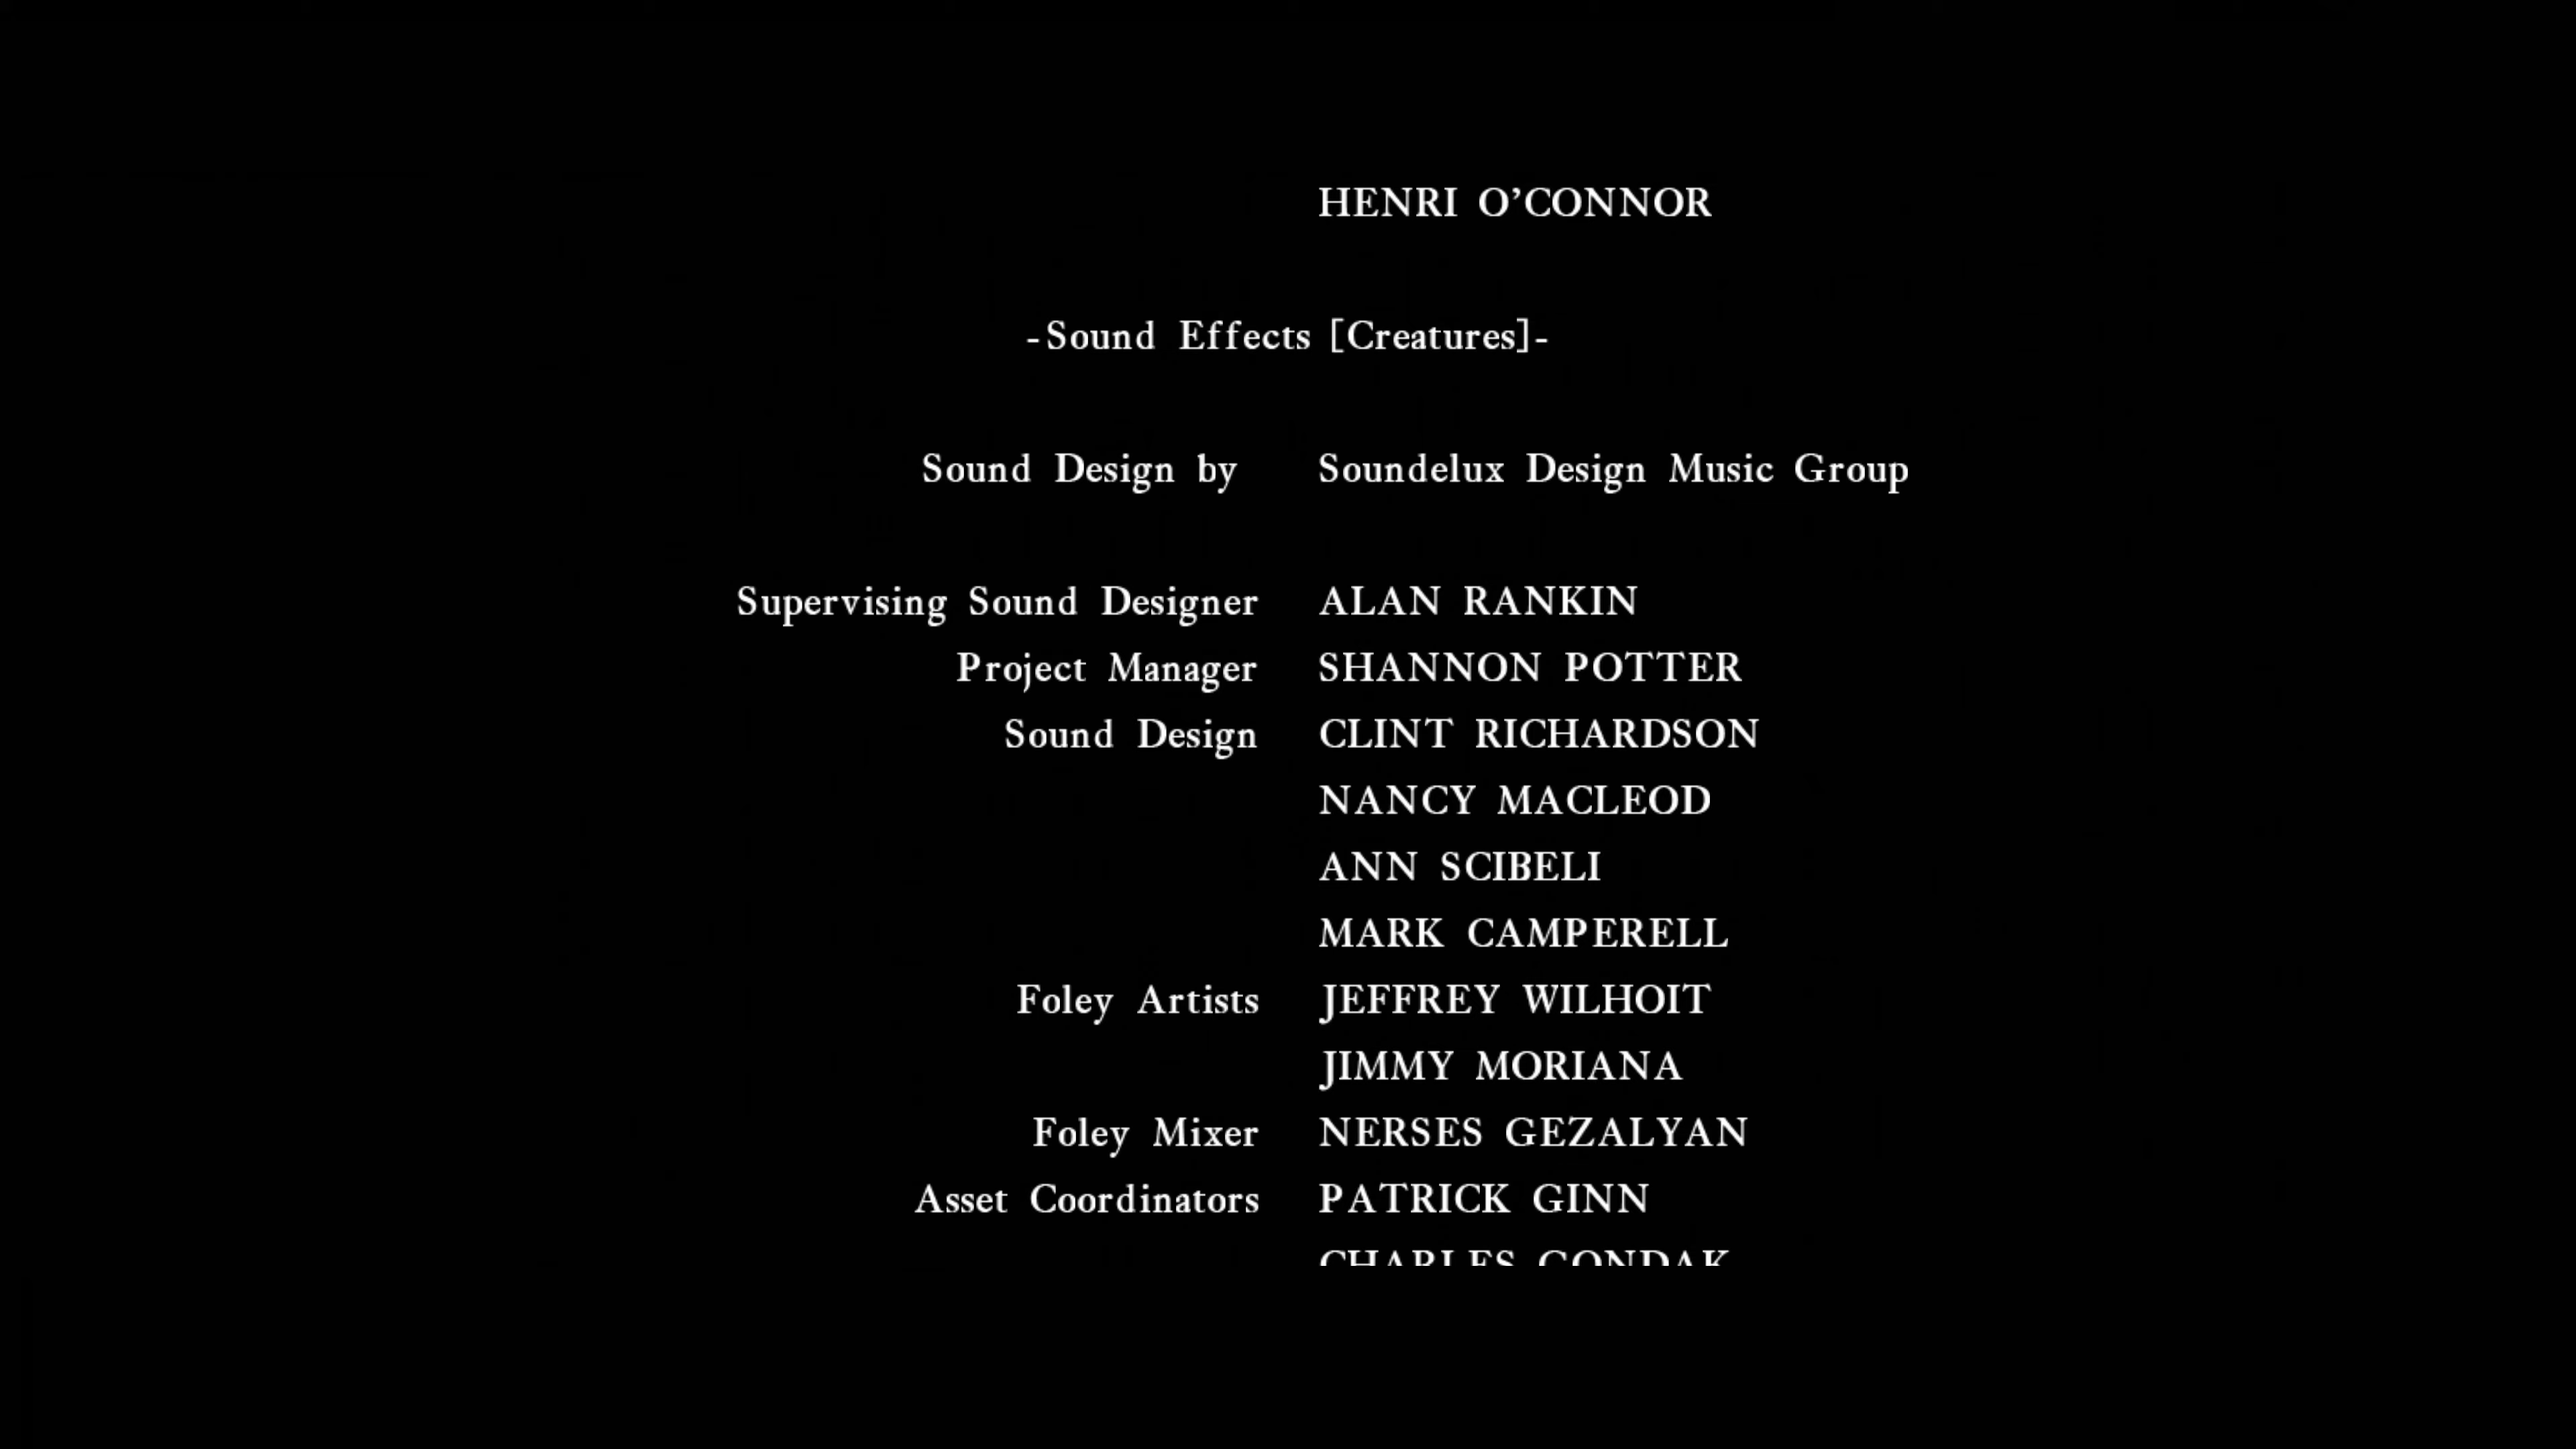 HENRI O’CONNOR
-Sound Effects [Creatures]-
Sound Design by Soundelux Design Music Group
Supervising Sound Designer ALAN RANKIN
Project Manager SHANNON POTTER
Sound Design CLINT RICHARDSON
NANCY MACLEOD
ANN SCIBELI
MARK CAMPERELL
Foley Artists JEFFREY WILHOIT
JIMMY MORIANA
Foley Mixer NERSES GEZALYAN
Asset Coordinators PATRICK GINN
CHARLES GONDAK